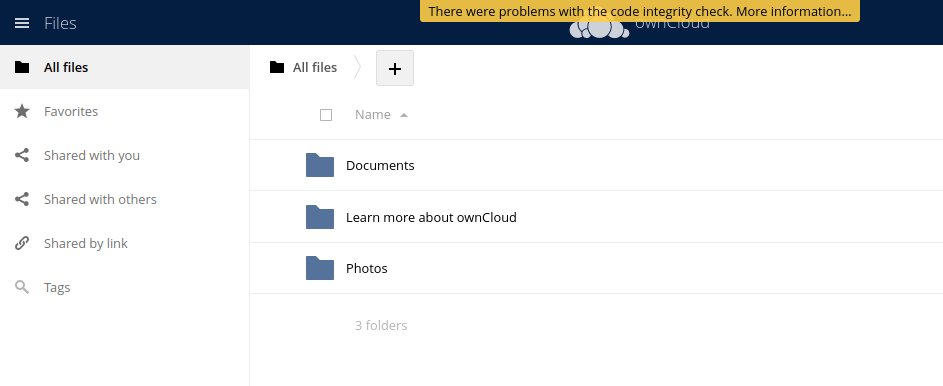 There were problems with the code integrity check. More information...
Files
ownCloud
All files
Favorites
Shared with you
Shared with others
Shared by link
Tags
All files
+
Name
Documents
Learn more about ownCloud
Photos
3 folders